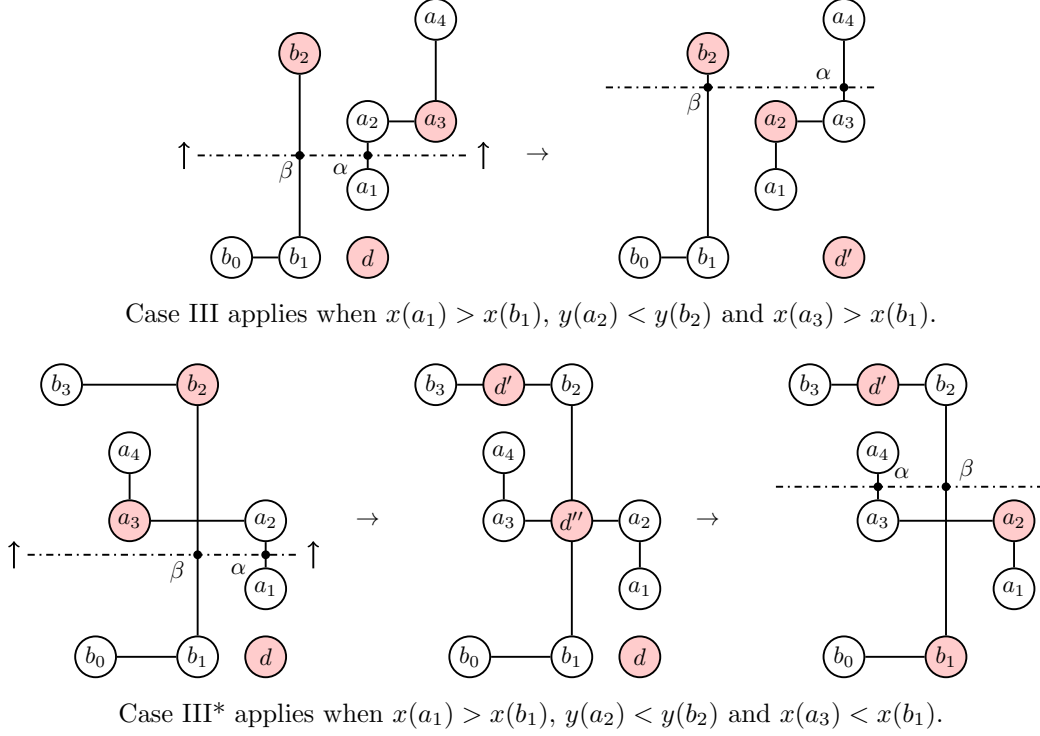 a₄
b₂ b₂ α
a₂ a₃ β a₂ a₃
↑ β α ↑ →
a₁ a₁
b₀ b₁ d b₀ b₁ d′
Case III applies when x(a₁) > x(b₁), y(a₂) < y(b₂) and x(a₃) > x(b₁).
b₃ b₂ b₃ d′ b₂ b₃ d′ b₂
a₄ a₄ a₄ α β
a₃ a₂ → a₃ d″ a₂ → a₃ a₂
↑ β α ↑
a₁ a₁ a₁
b₀ b₁ d b₀ b₁ d b₀ b₁
Case III* applies when x(a₁) > x(b₁), y(a₂) < y(b₂) and x(a₃) < x(b₁).